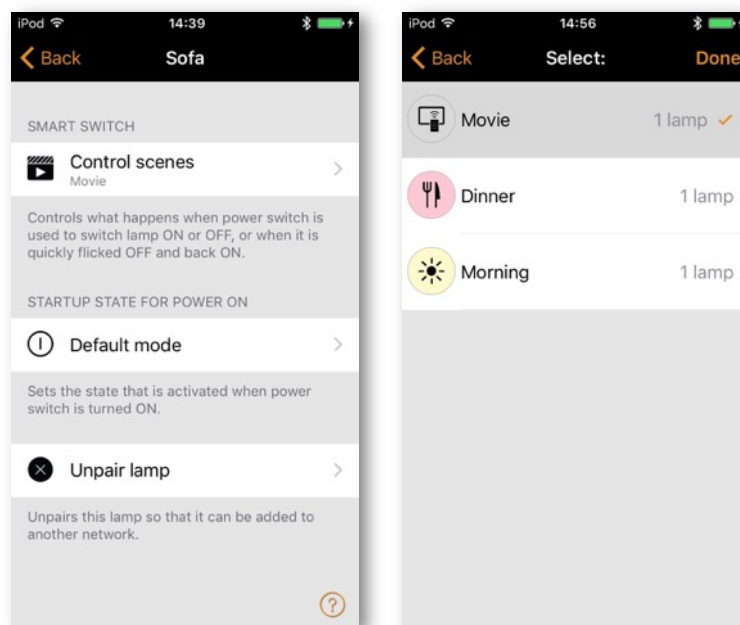 iPod 14:39
Back Sofa
SMART SWITCH
Control scenes
Movie
Controls what happens when power switch is
used to switch lamp ON or OFF, or when it is
quickly flicked OFF and back ON.
STARTUP STATE FOR POWER ON
Default mode
Sets the state that is activated when power
switch is turned ON.
Unpair lamp
Unpairs this lamp so that it can be added to
another network.
?
iPod 14:56
Back Select: Done
Movie 1 lamp
Dinner 1 lamp
Morning 1 lamp